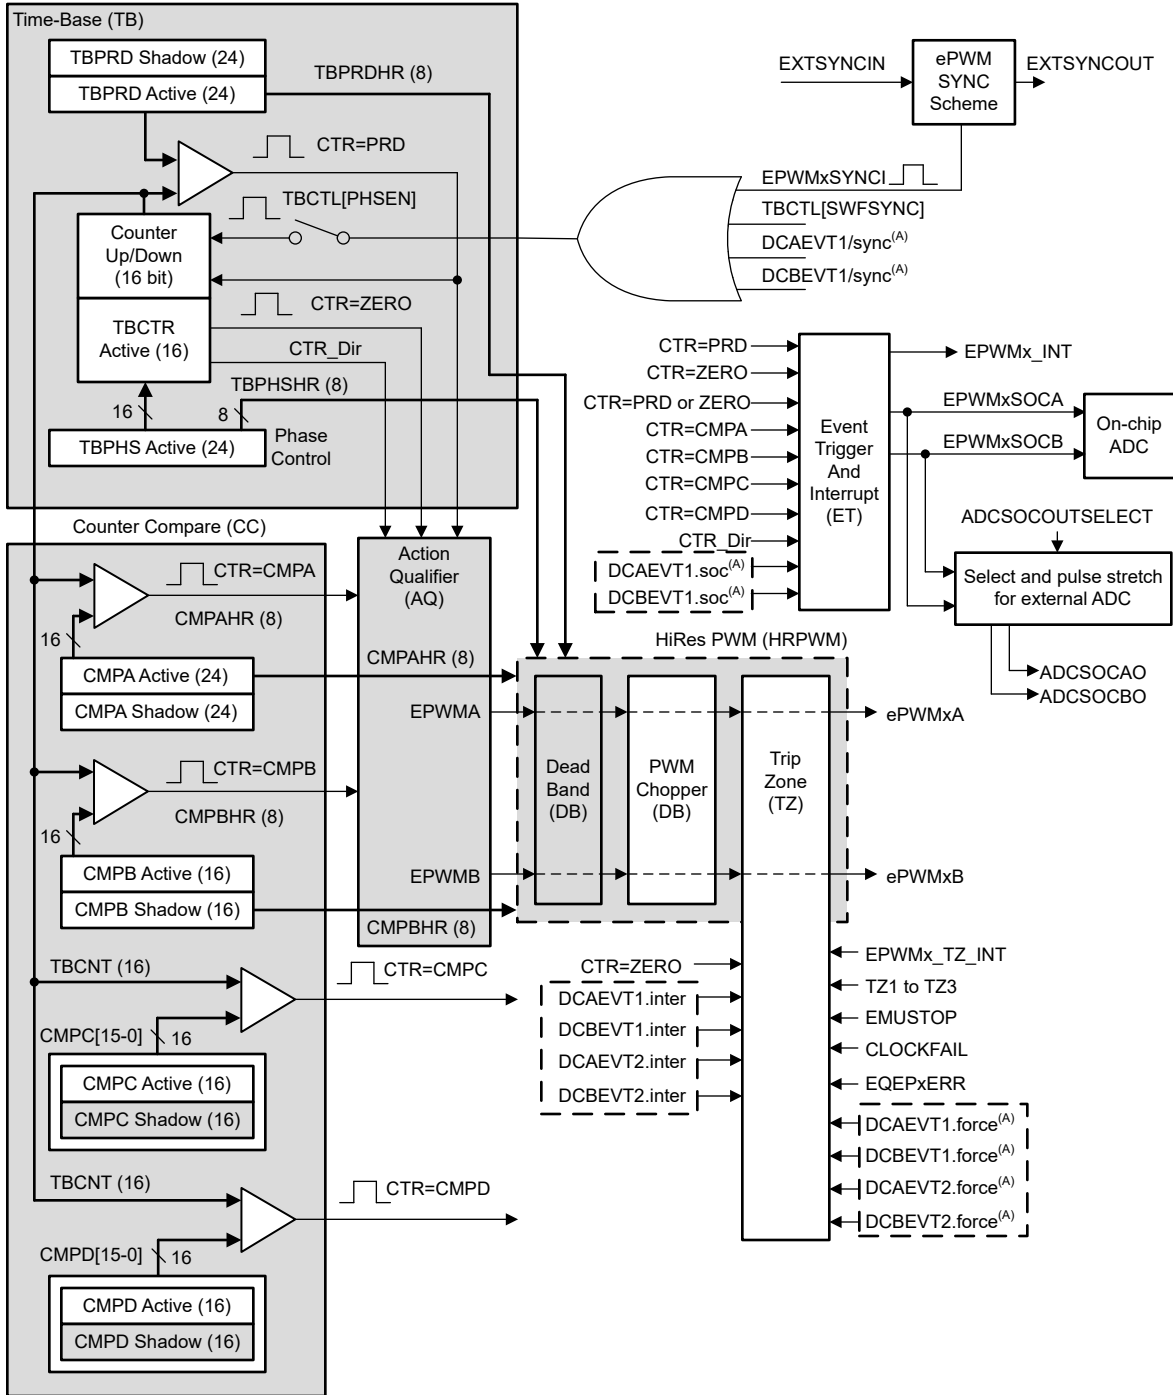 Time-Base (TB)
TBPRD Shadow (24)
TBPRD Active (24)
TBPRDHR (8)
CTR=PRD
TBCTL[PHSEN]
Counter
Up/Down
(16 bit)
CTR=ZERO
TBCTR
Active (16)
CTR_Dir
TBPHSHR (8)
16
8
TBPHS Active (24)
Phase
Control
EXTSYNCIN
ePWM
SYNC
Scheme
EXTSYNCOUT
EPWMxSYNCI
TBCTL[SWFSYNC]
DCAEVT1/sync(A)
DCBEVT1/sync(A)
CTR=PRD
CTR=ZERO
CTR=PRD or ZERO
CTR=CMPA
CTR=CMPB
CTR=CMPC
CTR=CMPD
CTR_Dir
DCAEVT1.soc(A)
DCBEVT1.soc(A)
Event
Trigger
And
Interrupt
(ET)
EPWMx_INT
EPWMxSOCA
EPWMxSOCB
On-chip
ADC
ADCSOCOUTSELECT
Select and pulse stretch
for external ADC
ADCSOCAO
ADCSOCBO
Counter Compare (CC)
CTR=CMPA
16
CMPAHR (8)
CMPA Active (24)
CMPA Shadow (24)
CTR=CMPB
16
CMPBHR (8)
CMPB Active (16)
CMPB Shadow (16)
TBCNT (16)
CTR=CMPC
CMPC[15-0]
16
CMPC Active (16)
CMPC Shadow (16)
TBCNT (16)
CTR=CMPD
CMPD[15-0]
16
CMPD Active (16)
CMPD Shadow (16)
Action
Qualifier
(AQ)
CMPAHR (8)
EPWMA
EPWMB
CMPBHR (8)
HiRes PWM (HRPWM)
Dead
Band
(DB)
PWM
Chopper
(DB)
Trip
Zone
(TZ)
ePWMxA
ePWMxB
CTR=ZERO
DCAEVT1.inter
DCBEVT1.inter
DCAEVT2.inter
DCBEVT2.inter
EPWMx_TZ_INT
TZ1 to TZ3
EMUSTOP
CLOCKFAIL
EQEPxERR
DCAEVT1.force(A)
DCBEVT1.force(A)
DCAEVT2.force(A)
DCBEVT2.force(A)